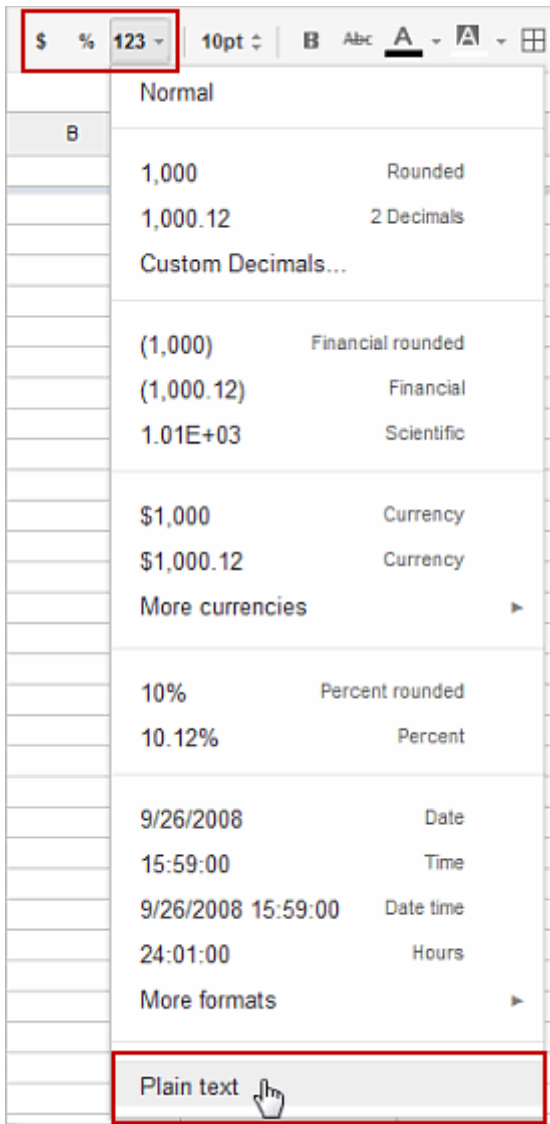 $ % 123 10pt B Abc A A
Normal
B
1,000 Rounded
1,000.12 2 Decimals
Custom Decimals...
(1,000) Financial rounded
(1,000.12) Financial
1.01E+03 Scientific
$1,000 Currency
$1,000.12 Currency
More currencies
10% Percent rounded
10.12% Percent
9/26/2008 Date
15:59:00 Time
9/26/2008 15:59:00 Date time
24:01:00 Hours
More formats
Plain text